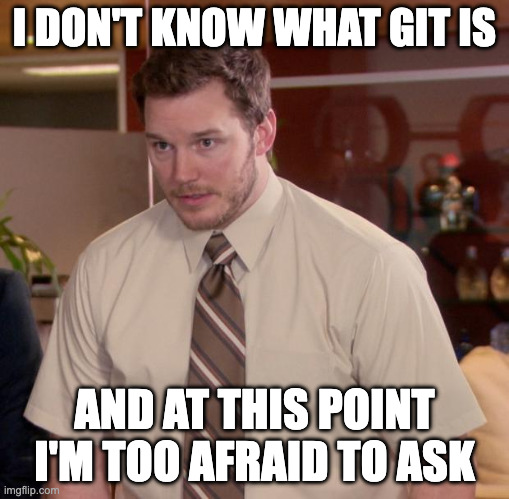 I DON'T KNOW WHAT GIT IS
AND AT THIS POINT
I'M TOO AFRAID TO ASK
imgflip.com